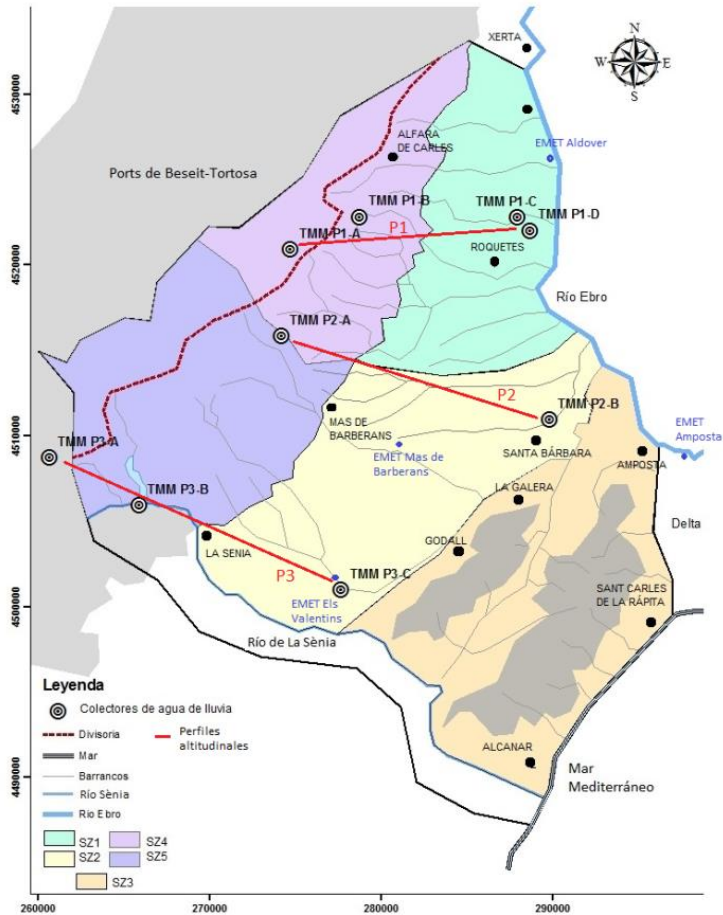 XERTA
N
W E
S
4530000
ALFARA
DE CARLES
EMET Aldover
Ports de Beseit-Tortosa
TMM P1-B
TMM P1-C
TMM P1-D
TMM-P1-A
P1
ROQUETES
4520000
Río Ebro
TMM P2-A
P2
TMM P2-B
MAS DE
BARBERANS
EMET Mas de
Barberans
SANTA BÁRBARA
EMET
Amposta
AMPOSTA
4510000
TMM P3-A
TMM P3-B
LA GALERA
Delta
LA SENIA
GODALL
P3
TMM P3-C
EMET Els
Valentins
SANT CARLES
DE LA RÁPITA
4500000
Río de La Sènia
Leyenda
Colectores de agua de lluvia
Divisoria
Perfiles
altitudinales
Mar
Barrancos
Río Sènia
Rio Ebro
SZ1 SZ4
SZ2 SZ5
SZ3
ALCANAR
Mar
Mediterráneo
4490000
260000 270000 280000 290000